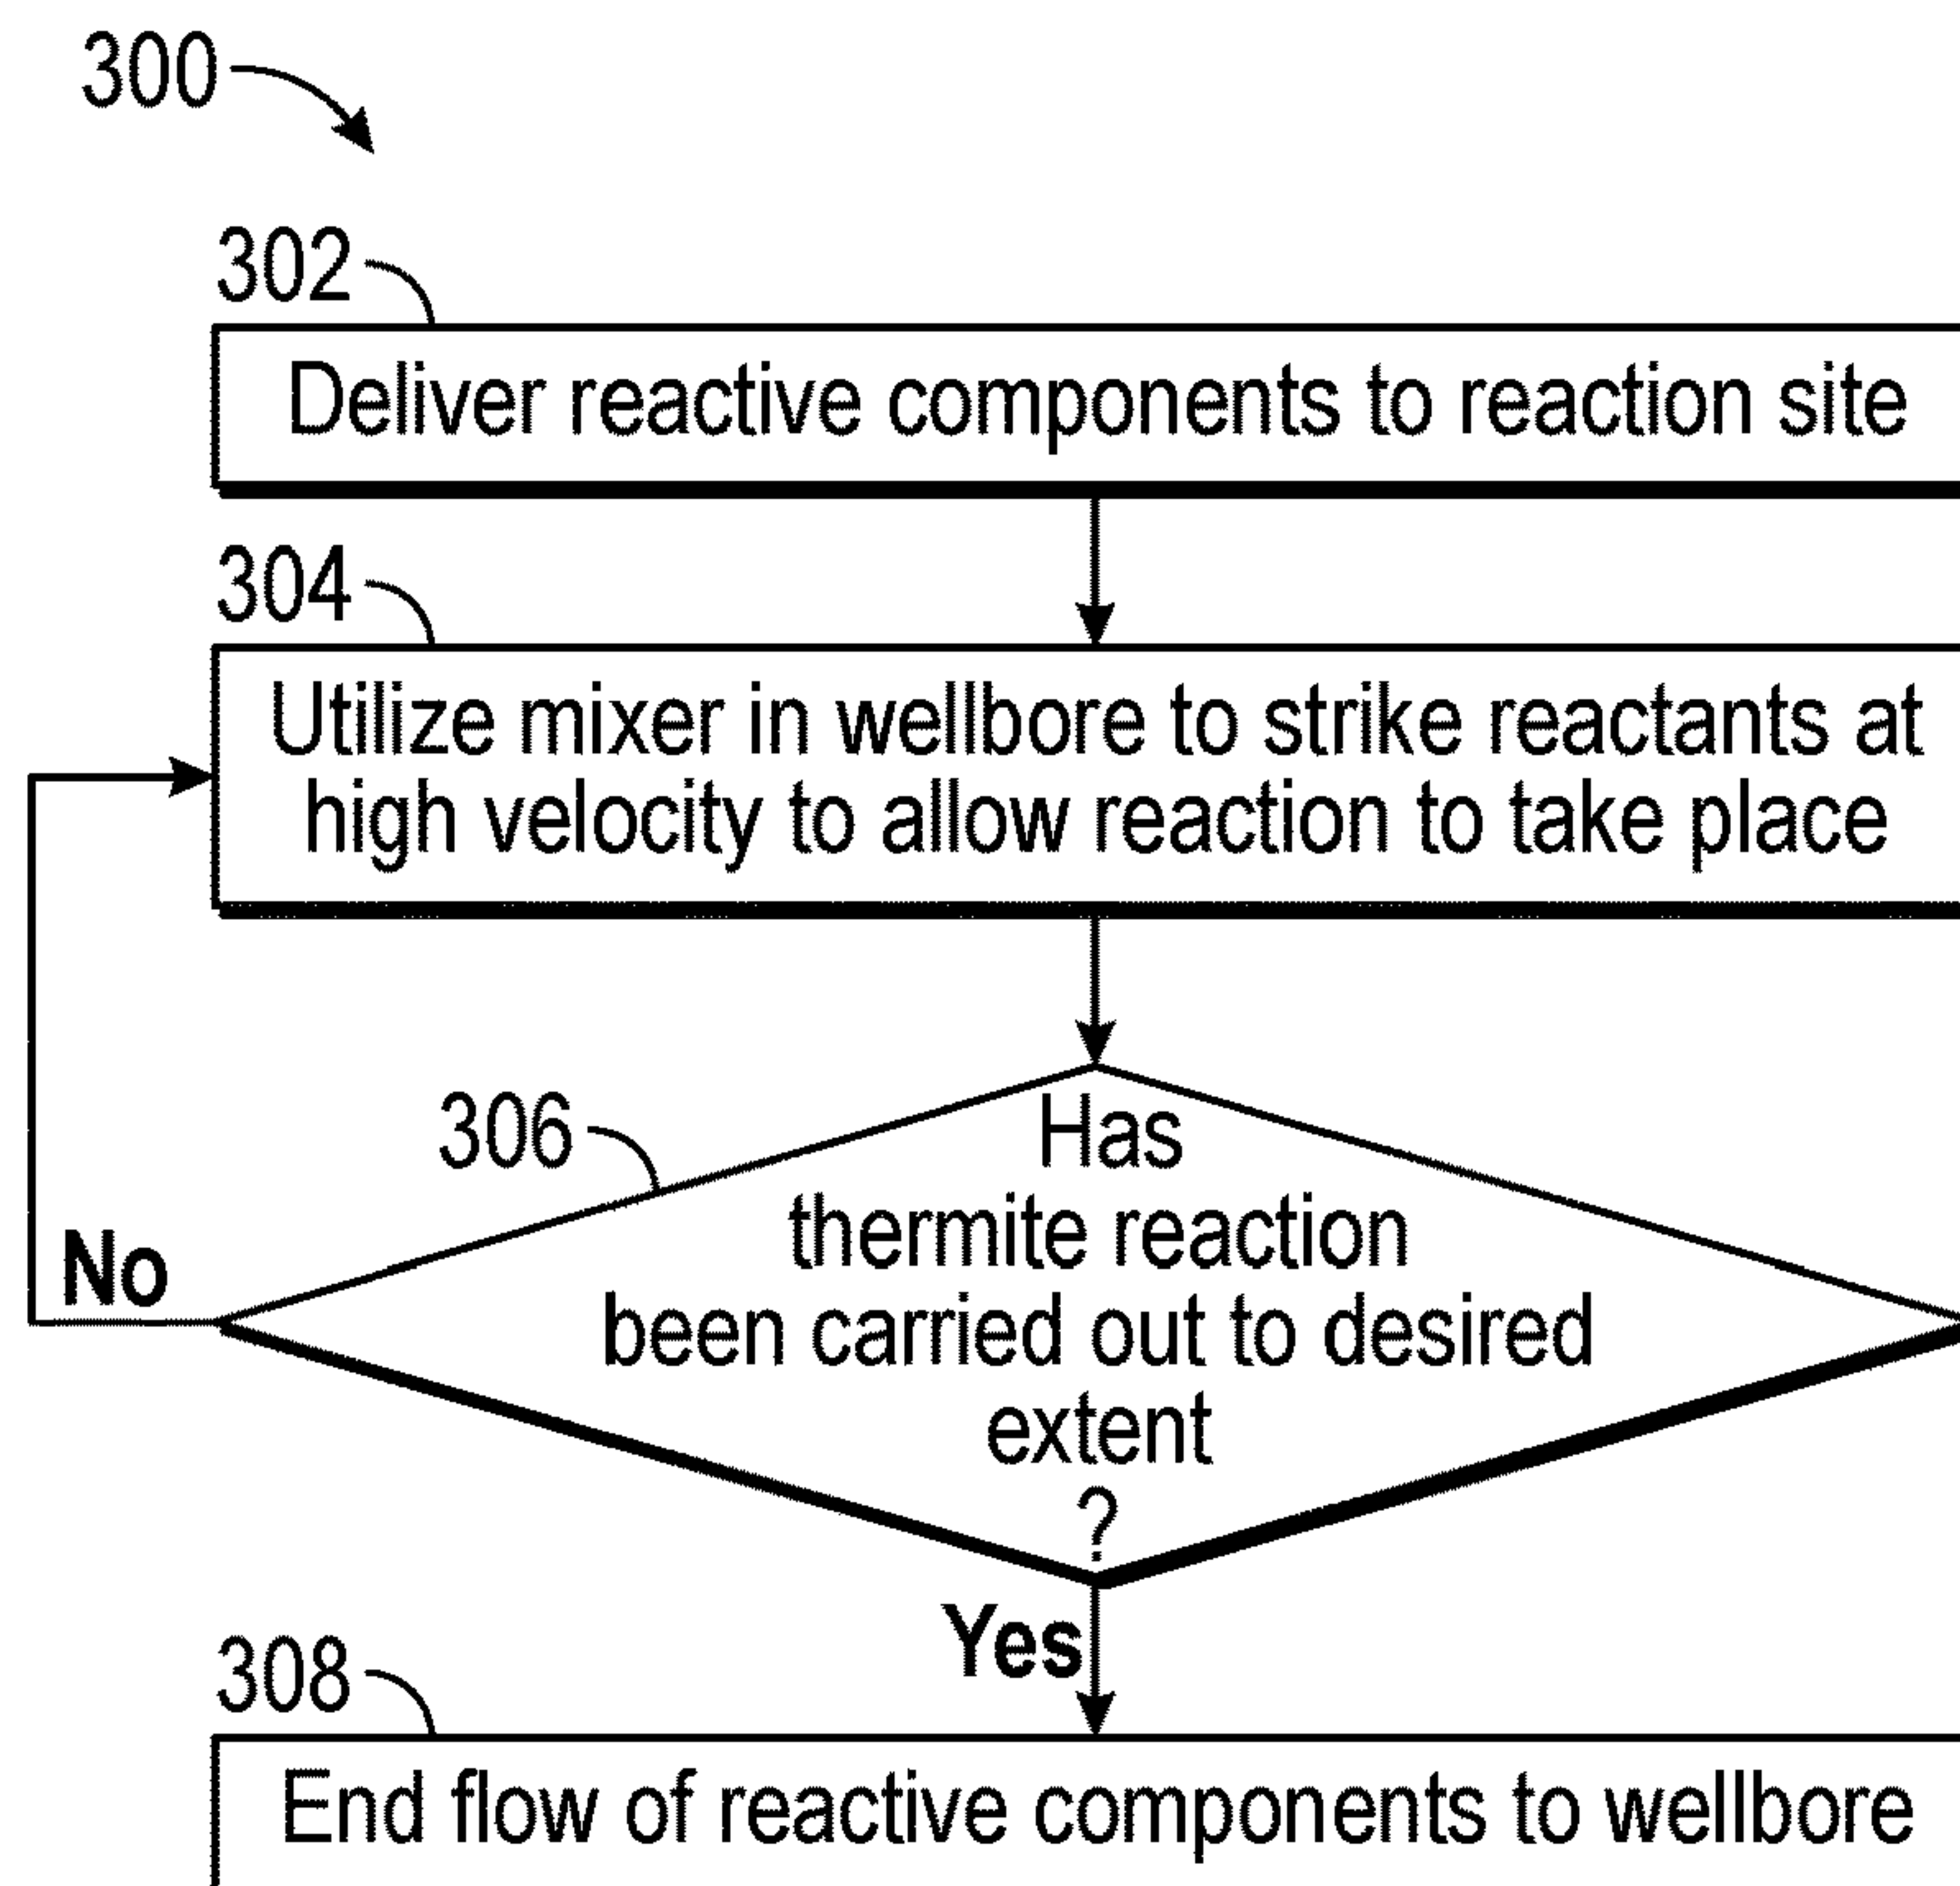 300
302
Deliver reactive components to reaction site
304
Utilize mixer in wellbore to strike reactants at
high velocity to allow reaction to take place
306
Has
thermite reaction
been carried out to desired
extent
?
No
Yes
308
End flow of reactive components to wellbore